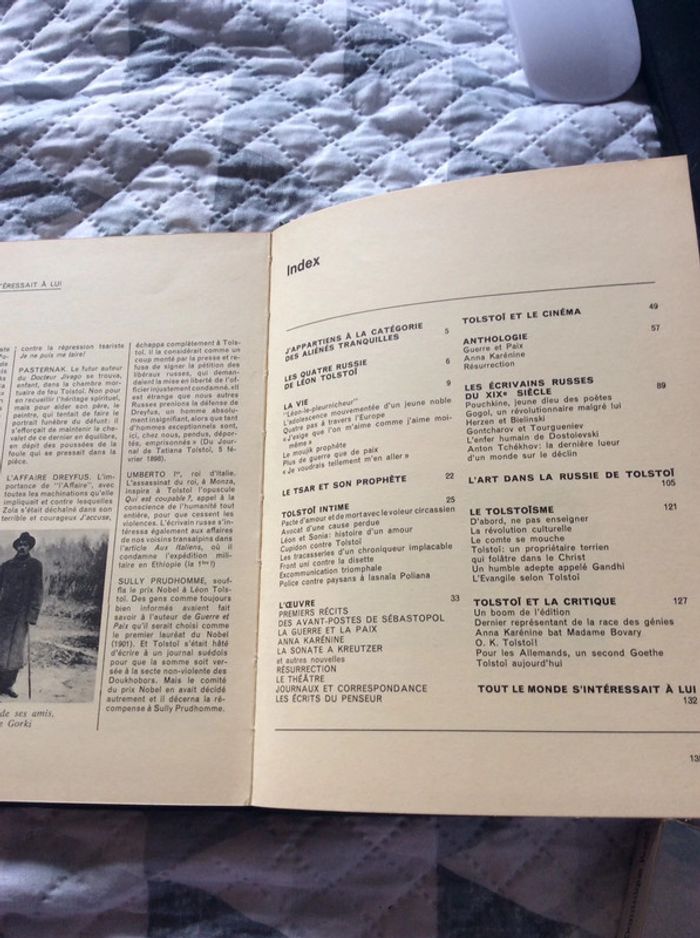 'ÉRESSAIT À LUI
contre la répression tsariste
Je ne puis me taire!
PASTERNAK. Le futur auteur
du Docteur Jivago se trouva,
enfant, dans la chambre mor-
tuaire de feu Tolstoï. Non pour
en recueillir l'héritage spirituel,
mais pour aider son père, le
peintre, qui tentait de faire le
portrait funèbre du défunt: il
s'efforçait de maintenir le che-
valet de ce dernier en équilibre,
en dépit des poussées de la
foule qui se pressait dans la
pièce.
L'AFFAIRE DREYFUS. L'im-
portance de "l'Affaire", avec
toutes les machinations qu'elle
impliquait et contre lesquelles
Zola s'était déchaîné dans son
terrible et courageux J'accuse,
de ses amis,
e Gorki
échappa complètement à Tols-
toï. Il la considérait comme un
coup monté par la presse et re-
fusa de signer la pétition des
libéraux russes, qui deman-
daient la mise en liberté de l'of-
ficier injustement condamné. «Il
est étrange que nous autres
Russes prenions la défense de
Dreyfus, un homme absolu-
ment insignifiant, alors que tant
d'hommes exceptionnels sont,
ici, chez nous, pendus, dépor-
tés, emprisonnés » (Du Jour-
nal de Tatiana Tolstoï, 5 fé-
vrier 1898).
UMBERTO Iᵉʳ, roi d'Italie.
L'assassinat du roi, à Monza,
inspira à Tolstoï l'opuscule
Qui est coupable?, appel à la
conscience de l'humanité tout
entière, pour que cessent les
violences. L'écrivain russe s'in-
téressa également aux affaires
de nos voisins transalpins dans
l'article Aux Italiens, où il
condamne l'expédition mili-
taire en Ethiopie (la 1ʳᵉ!)
SULLY PRUDHOMME, souf-
fla le prix Nobel à Léon Tols-
toï. Des gens comme toujours
bien informés avaient fait
savoir à l'auteur de Guerre et
Paix qu'il serait choisi comme
le premier lauréat du Nobel
(1901). Et Tolstoï s'était hâté
d'écrire à un journal suédois
pour que la somme soit ver-
sée à la secte non-violente des
Doukhobors. Mais le comité
du prix Nobel en avait décidé
autrement et il décerna la ré-
compense à Sully Prudhomme.
Index
J'APPARTIENS À LA CATÉGORIE
DES ALIÉNÉS TRANQUILLES 5
LES QUATRE RUSSIE
DE LÉON TOLSTOÏ 6
LA VIE 9
"Léon-le-pleurnicheur"
L'adolescence mouvementée d'un jeune noble
Quatre pas à travers l'Europe
« J'exige que l'on m'aime comme j'aime moi-
même »
Le moujik prophète
Plus de guerre que de paix
« Je voudrais tellement m'en aller »
LE TSAR ET SON PROPHÈTE 22
TOLSTOÏ INTIME 25
Pacte d'amour et de mort avec le voleur circassien
Avocat d'une cause perdue
Léon et Sonia: histoire d'un amour
Cupidon contre Tolstoï
Les tracasseries d'un chroniqueur implacable
Front uni contre la disette
Excommunication triomphale
Police contre paysans à Iasnaïa Poliana
L'ŒUVRE 33
PREMIERS RÉCITS
DES AVANT-POSTES DE SÉBASTOPOL
LA GUERRE ET LA PAIX
ANNA KARÉNINE
LA SONATE A KREUTZER
et autres nouvelles
RÉSURRECTION
LE THÉÂTRE
JOURNAUX ET CORRESPONDANCE
LES ÉCRITS DU PENSEUR
TOLSTOÏ ET LE CINÉMA 49
ANTHOLOGIE 57
Guerre et Paix
Anna Karénine
Résurrection
LES ÉCRIVAINS RUSSES
DU XIXᵉ SIÈCLE 89
Pouchkine, jeune dieu des poètes
Gogol, un révolutionnaire malgré lui
Herzen et Bielinski
Gontcharov et Tourgueniev
L'enfer humain de Dostoïevski
Anton Tchékhov: la dernière lueur
d'un monde sur le déclin
L'ART DANS LA RUSSIE DE TOLSTOÏ
105
LE TOLSTOÏSME 121
D'abord, ne pas enseigner
La révolution culturelle
Le comte se mouche
Tolstoï: un propriétaire terrien
qui folâtre dans le Christ
Un humble adepte appelé Gandhi
L'Evangile selon Tolstoï
TOLSTOÏ ET LA CRITIQUE 127
Un boom de l'édition
Dernier représentant de la race des génies
Anna Karénine bat Madame Bovary
O. K. Tolstoï!
Pour les Allemands, un second Goethe
Tolstoï aujourd'hui
TOUT LE MONDE S'INTÉRESSAIT À LUI
132